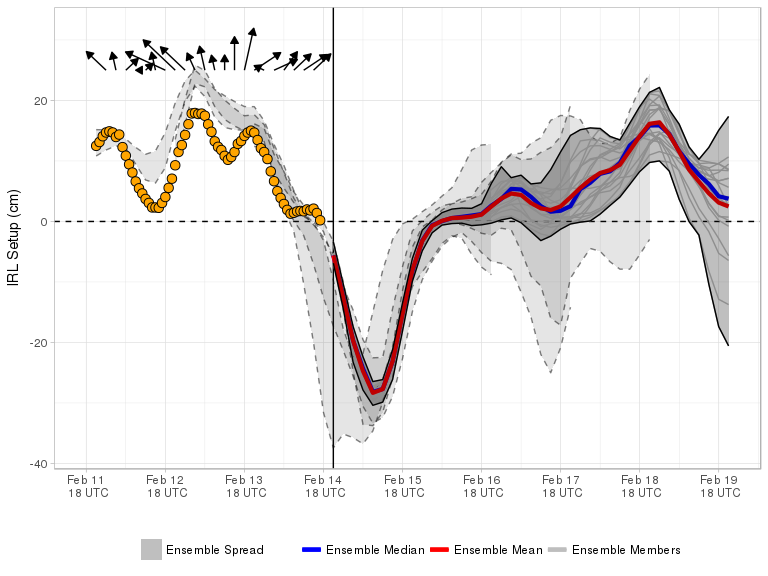 IRL Setup (cm)
20
0
-20
-40
Feb 11 Feb 12 Feb 13 Feb 14 Feb 15 Feb 16 Feb 17 Feb 18 Feb 19
18 UTC 18 UTC 18 UTC 18 UTC 18 UTC 18 UTC 18 UTC 18 UTC 18 UTC
Ensemble Spread Ensemble Median Ensemble Mean Ensemble Members